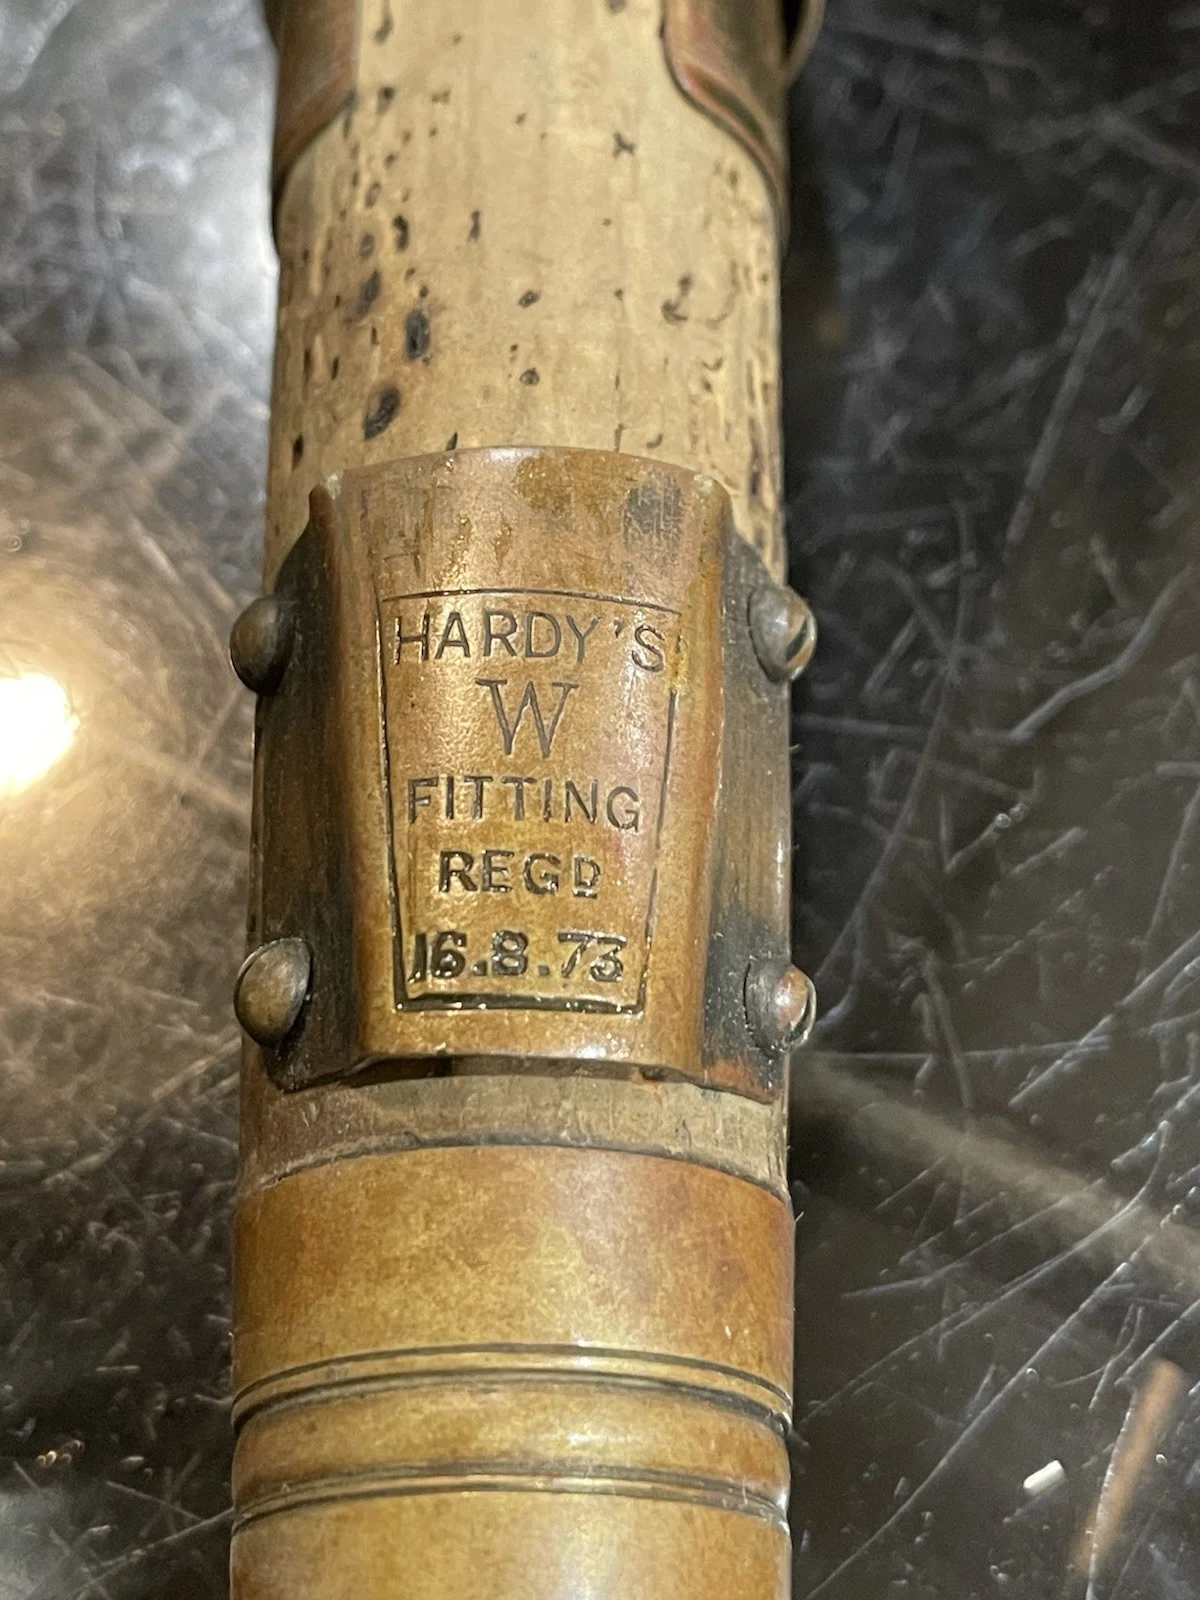 HARDY'S
W
FITTING
REGD
16.8.73